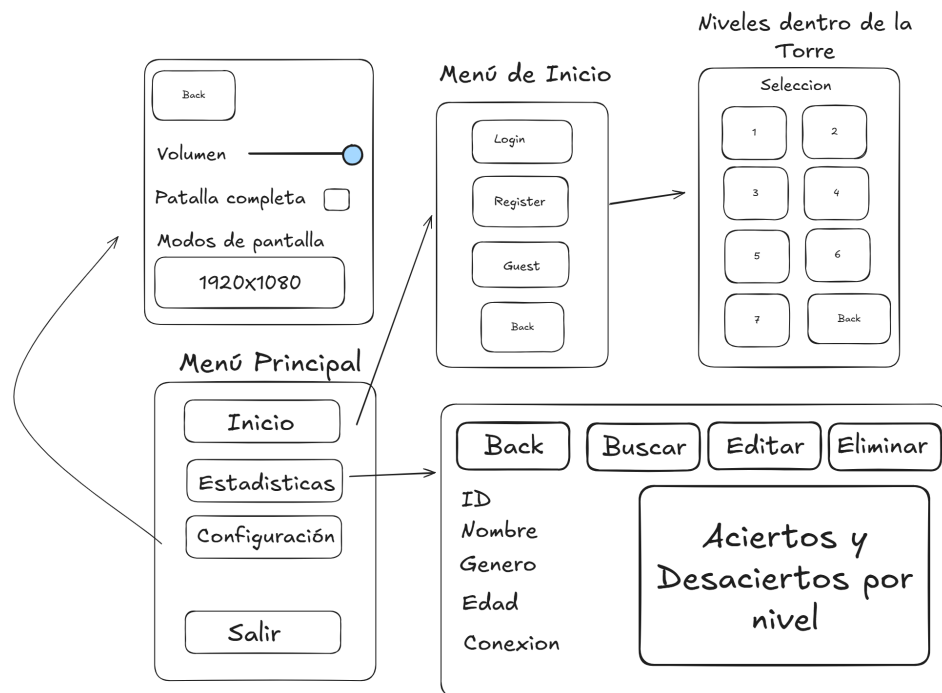 Back
Volumen
Patalla completa
Modos de pantalla
1920x1080
Menú de Inicio
Login
Register
Guest
Back
Niveles dentro de la
Torre
Seleccion
1
2
3
4
5
6
7
Back
Menú Principal
Inicio
Estadisticas
Configuración
Salir
Back
Buscar
Editar
Eliminar
ID
Nombre
Genero
Edad
Conexion
Aciertos y
Desaciertos por
nivel